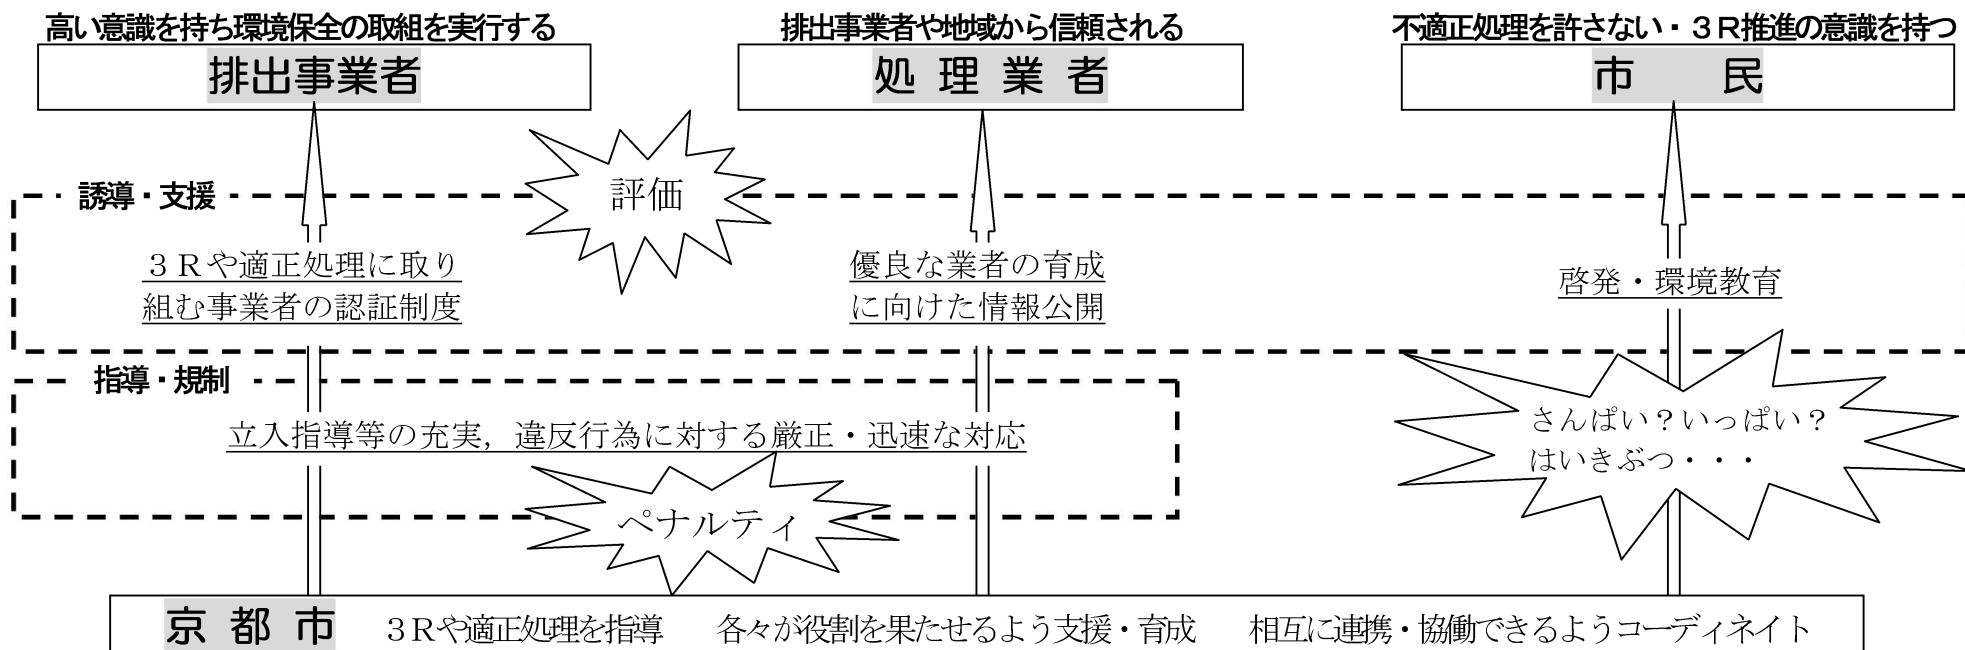 高い意識を持ち環境保全の取組を実行する
排出事業者
排出事業者や地域から信頼される
処理業者
不適正処理を許さない・３Ｒ推進の意識を持つ
市　　民
評価
誘導・支援
３Ｒや適正処理に取り
組む事業者の認証制度
優良な業者の育成
に向けた情報公開
啓発・環境教育
指導・規制
立入指導等の充実，違反行為に対する厳正・迅速な対応
さんぱい？いっぱい？
はいきぶつ・・・
ペナルティ
京都市　３Ｒや適正処理を指導　各々が役割を果たせるよう支援・育成　相互に連携・協働できるようコーディネイト